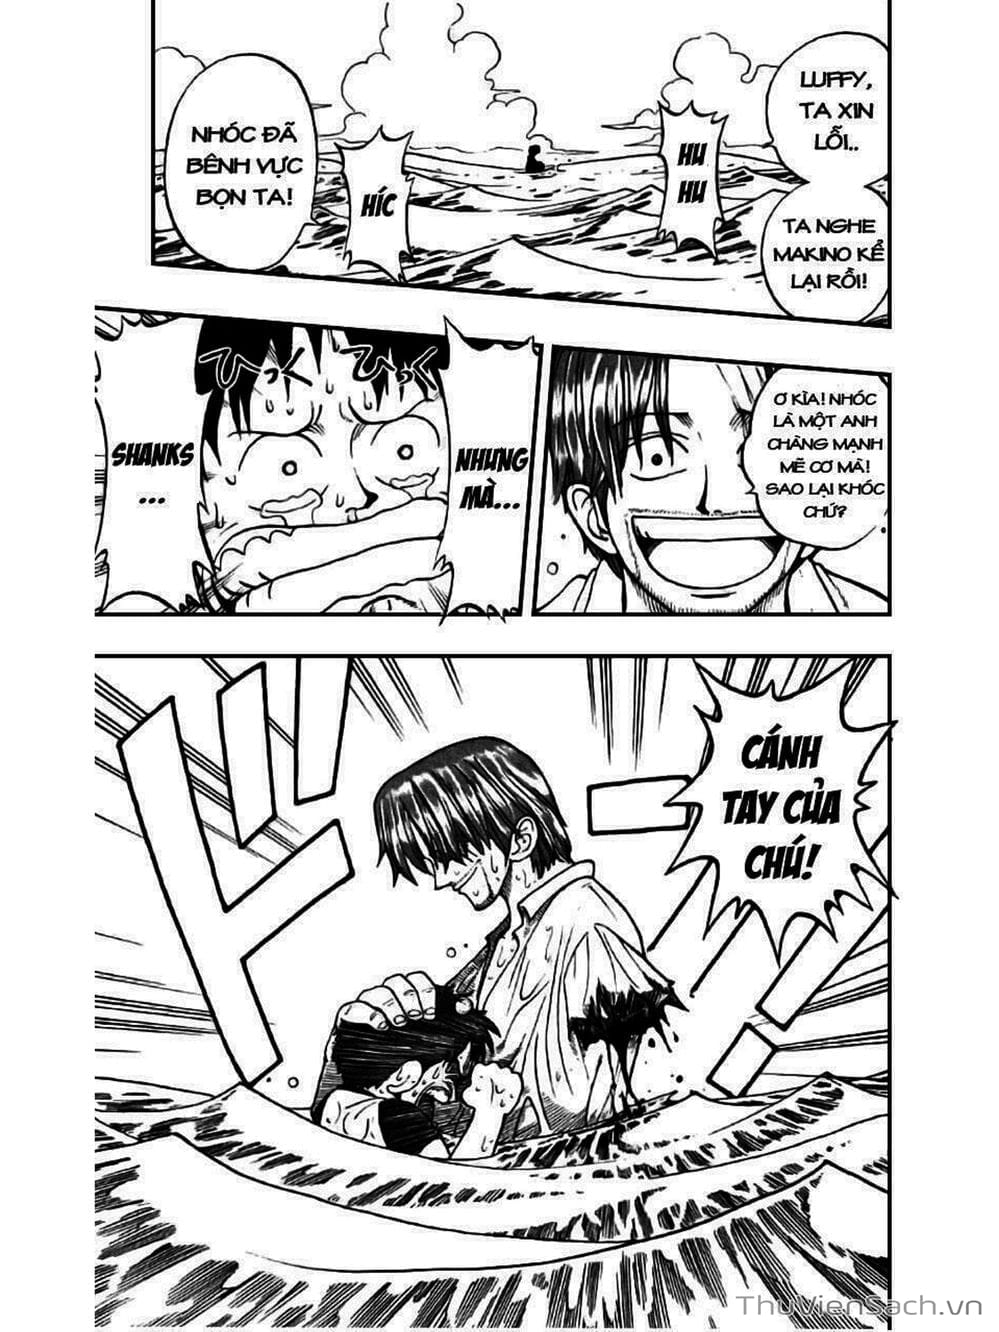 LUFFY,
TA XIN
LỖI..
TA NGHE
MAKINO KỂ
LẠI RỒI!
HU
HU
HÍC
NHÓC ĐÃ
BÊNH VỰC
BỌN TA!
Ơ KÌA! NHÓC
LÀ MỘT ANH
CHÀNG MẠNH
MẼ CƠ MÀ!
SAO LẠI KHÓC
CHỨ?
NHƯNG
MÀ...
ひっく
ひっく
SHANKS
...
CÁNH
TAY CỦA
CHÚ!
ドーン
ThuVienSach.vn